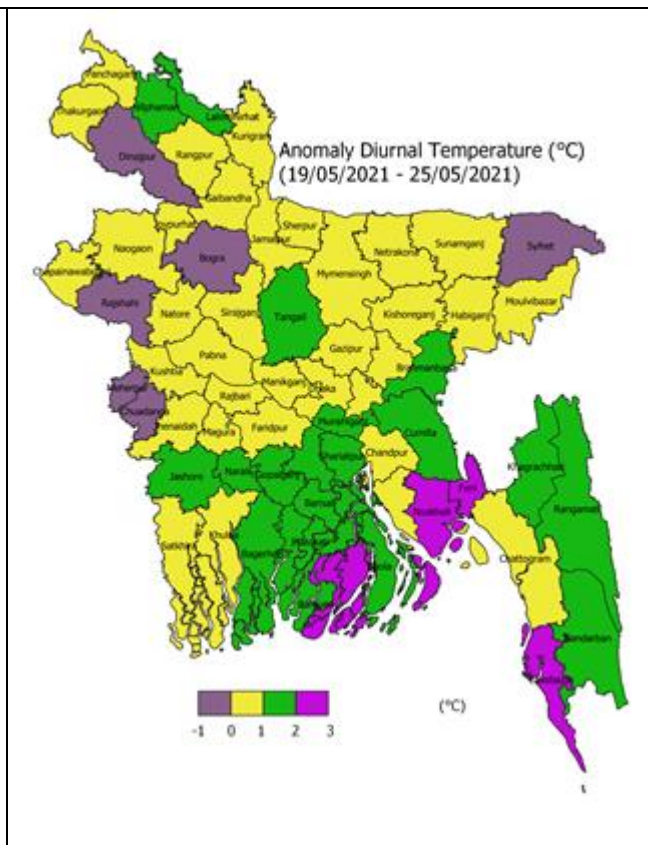 Panchagarh
Nilphamari
Lalmonirhat
Thakurgaon
Kurigram
Dinajpur
Rangpur
Anomaly Diurnal Temperature (°C)
(19/05/2021 - 25/05/2021)
Gaibandha
Joypurhat
Sherpur
Jamalpur
Naogaon
Bogra
Netrakona
Sunamganj
Sylhet
Mymensingh
Chapainawabganj
Rajshahi
Natore
Sirajganj
Tangail
Kishoreganj
Habiganj
Moulvibazar
Pabna
Gazipur
Kushtia
Meherpur
Chuadanga
Manikganj
Dhaka
Brahmanbaria
Rajbari
Jhenaidah
Magura
Faridpur
Munshiganj
Cumilla
Jashore
Narail
Gopalganj
Shariatpur
Chandpur
Khagrachhari
Barisal
Noakhali
Feni
Rangamati
Satkhira
Khulna
Bagerhat
Bhola
Chattogram
Barguna
Bandarban
-1 0 1 2 3
(°C)